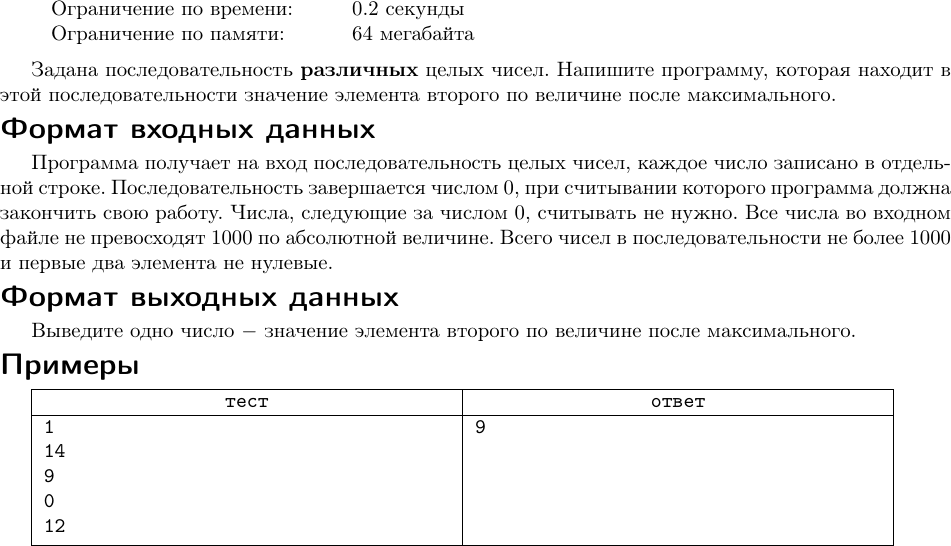 Ограничение по времени: 0.2 секунды
Ограничение по памяти: 64 мегабайта
Задана последовательность различных целых чисел. Напишите программу, которая находит в
этой последовательности значение элемента второго по величине после максимального.
Формат входных данных
Программа получает на вход последовательность целых чисел, каждое число записано в отдель-
ной строке. Последовательность завершается числом 0, при считывании которого программа должна
закончить свою работу. Числа, следующие за числом 0, считывать не нужно. Все числа во входном
файле не превосходят 1000 по абсолютной величине. Всего чисел в последовательности не более 1000
и первые два элемента не нулевые.
Формат выходных данных
Выведите одно число − значение элемента второго по величине после максимального.
Примеры
тест ответ
1 9
14
9
0
12